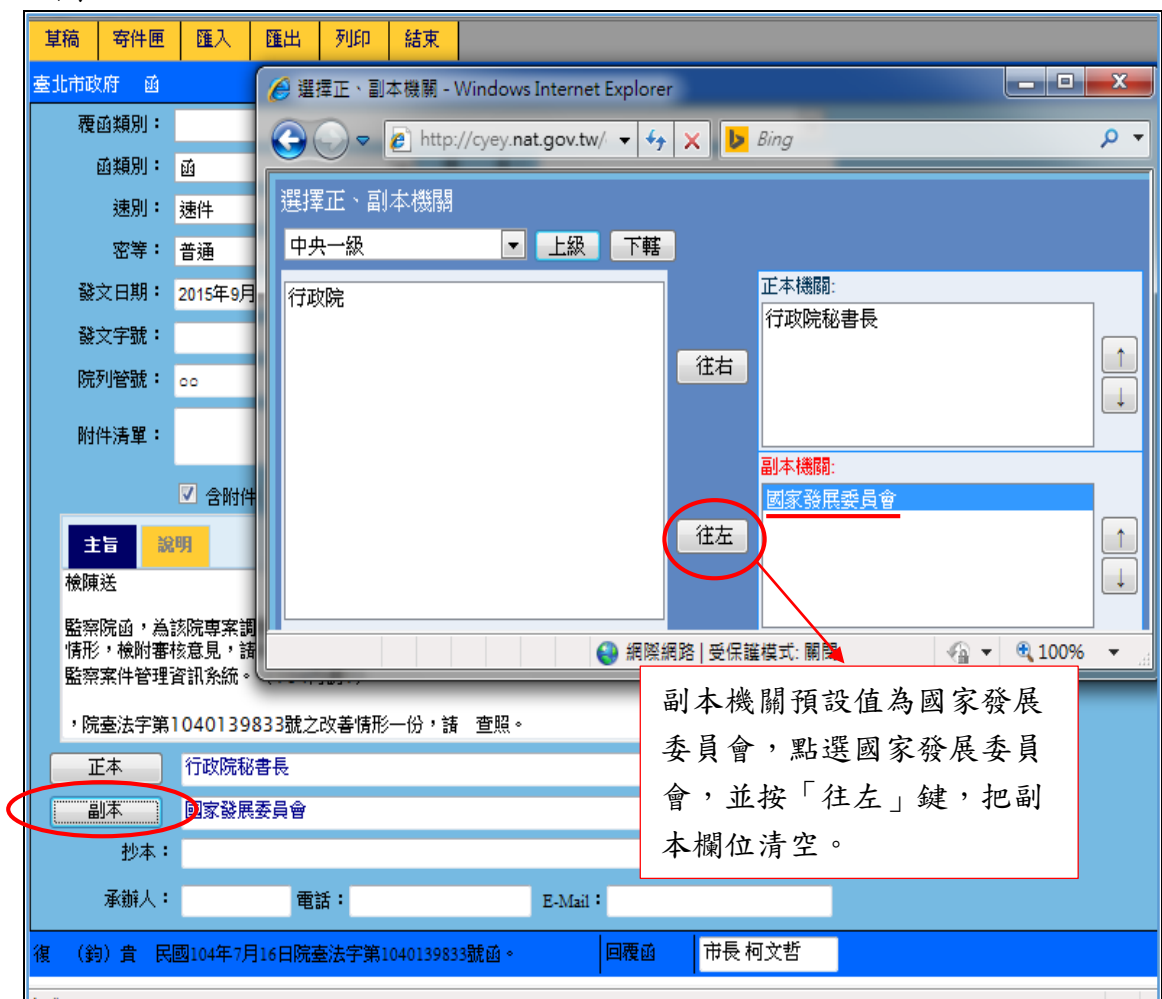 草稿 寄件匣 匯入 匯出 列印 結束
臺北市政府 函
選擇正、副本機關 - Windows Internet Explorer
http://cyey.nat.gov.tw/
Bing
覆函類別：
函類別： 函
速別： 速件
密等： 普通
發文日期： 2015年9月
發文字號：
院列管號： ○○
附件清單：
含附件
選擇正、副本機關
中央一級 上級 下轄
行政院
往右
往左
正本機關:
行政院秘書長
↑
↓
副本機關:
國家發展委員會
↑
↓
網際網路 | 受保護模式: 關閉 100%
主旨 說明
檢陳送
監察院函，為該院專案調
情形，檢附審核意見，請
監察案件管理資訊系統。
，院臺法字第1040139833號之改善情形一份，請 查照。
正本 行政院秘書長
副本 國家發展委員會
抄本：
承辦人： 電話： E-Mail：
副本機關預設值為國家發展
委員會，點選國家發展委員
會，並按「往左」鍵，把副
本欄位清空。
復 （鈞）貴 民國104年7月16日院臺法字第1040139833號函。 回覆函 市長 柯文哲